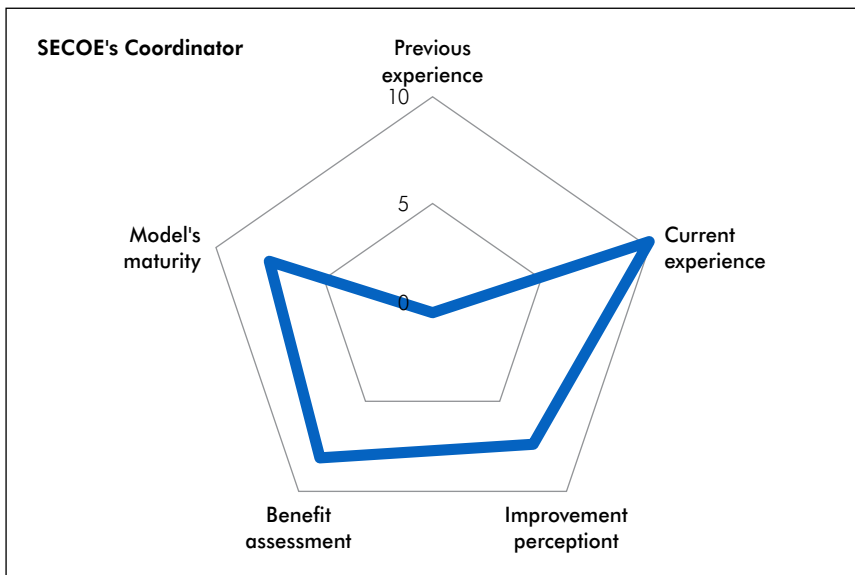 SECOE's Coordinator
Previous
experience
10
5
0
Current
experience
Model's
maturity
Benefit
assessment
Improvement
perceptiont